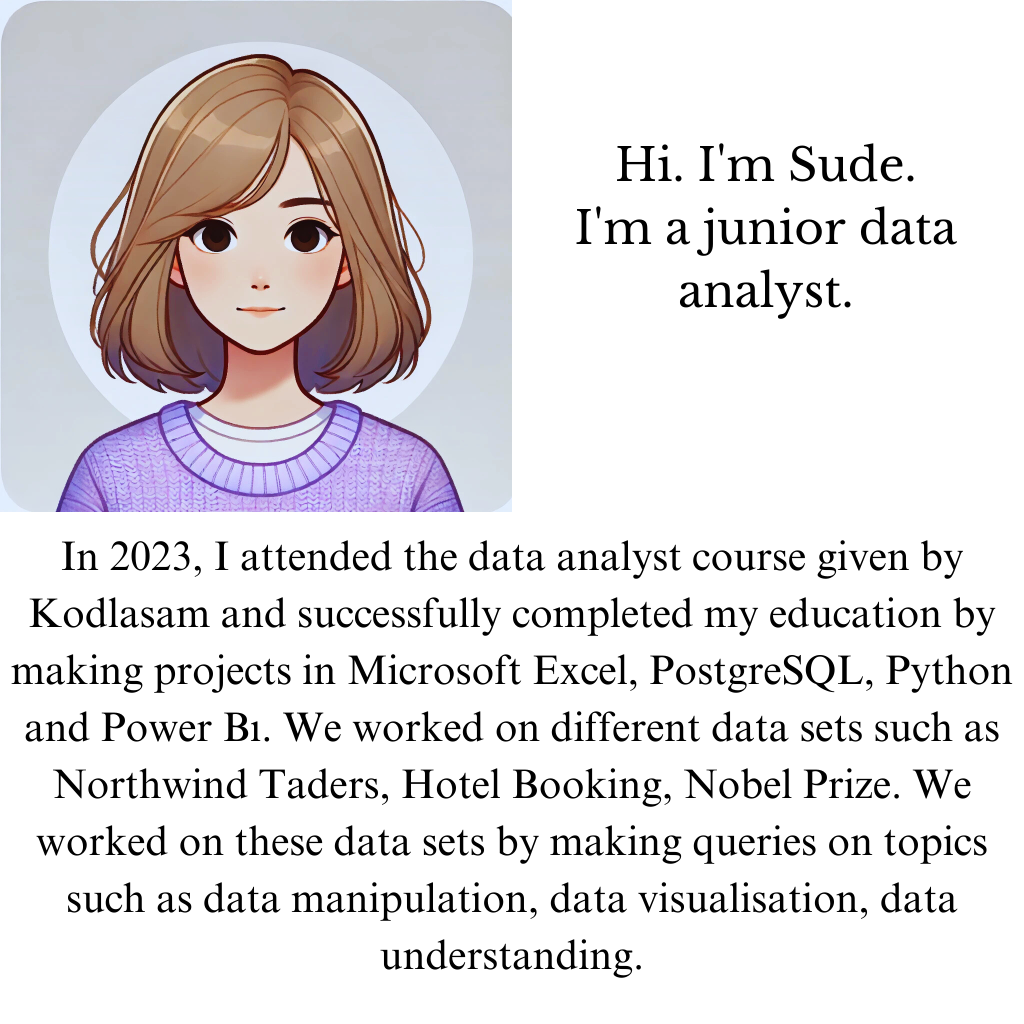 Hi. I'm Sude.
I'm a junior data
analyst.
In 2023, I attended the data analyst course given by
Kodlasam and successfully completed my education by
making projects in Microsoft Excel, PostgreSQL, Python
and Power Bı. We worked on different data sets such as
Northwind Taders, Hotel Booking, Nobel Prize. We
worked on these data sets by making queries on topics
such as data manipulation, data visualisation, data
understanding.